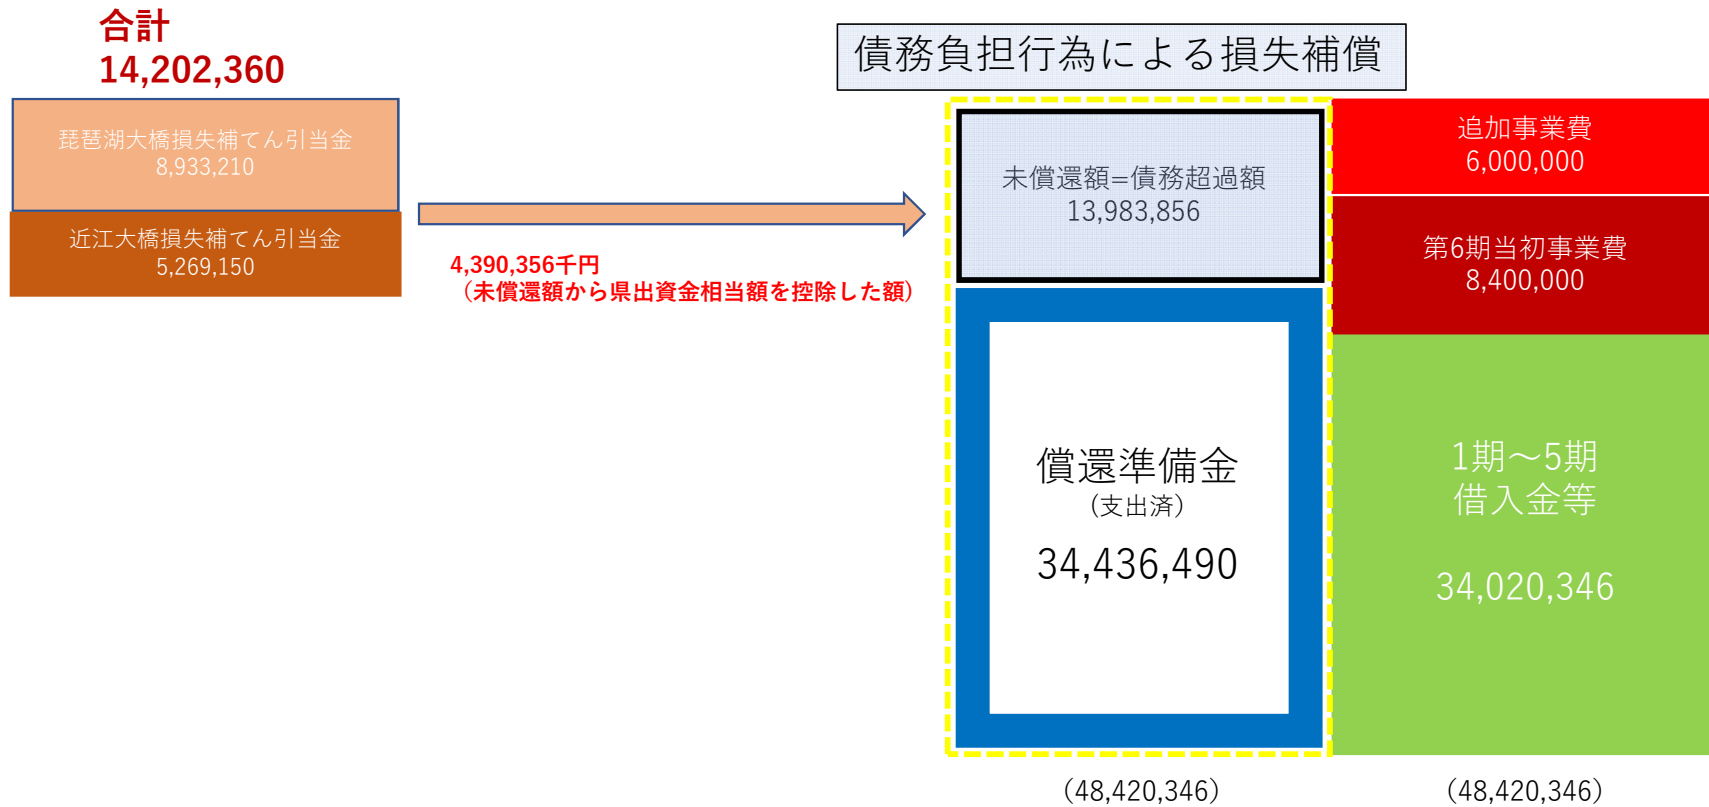 合計
14,202,360
琵琶湖大橋損失補てん引当金
8,933,210
近江大橋損失補てん引当金
5,269,150
4,390,356千円
（未償還額から県出資金相当額を控除した額）
債務負担行為による損失補償
未償還額=債務超過額
13,983,856
償還準備金
（支出済）
34,436,490
（48,420,346）
追加事業費
6,000,000
第6期当初事業費
8,400,000
1期～5期
借入金等
34,020,346
（48,420,346）